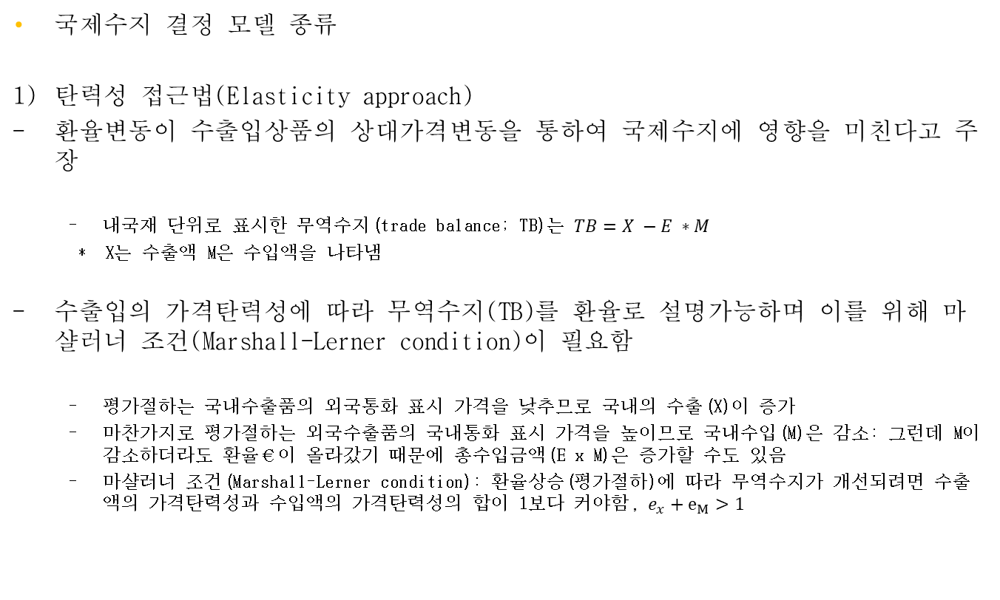 • 국제수지 결정 모델 종류
1) 탄력성 접근법(Elasticity approach)
- 환율변동이 수출입상품의 상대가격변동을 통하여 국제수지에 영향을 미친다고 주
장
- 내국재 단위로 표시한 무역수지(trade balance; TB)는 TB = X − E * M
* X는 수출액 M은 수입액을 나타냄
- 수출입의 가격탄력성에 따라 무역수지(TB)를 환율로 설명가능하며 이를 위해 마
샬러너 조건(Marshall-Lerner condition)이 필요함
- 평가절하는 국내수출품의 외국통화 표시 가격을 낮추므로 국내의 수출(X)이 증가
- 마찬가지로 평가절하는 외국수출품의 국내통화 표시 가격을 높이므로 국내수입(M)은 감소: 그런데 M이
감소하더라도 환율€이 올라갔기 때문에 총수입금액(E x M)은 증가할 수도 있음
- 마샬러너 조건(Marshall-Lerner condition): 환율상승(평가절하)에 따라 무역수지가 개선되려면 수출
액의 가격탄력성과 수입액의 가격탄력성의 합이 1보다 커야함, eₓ + e_M > 1